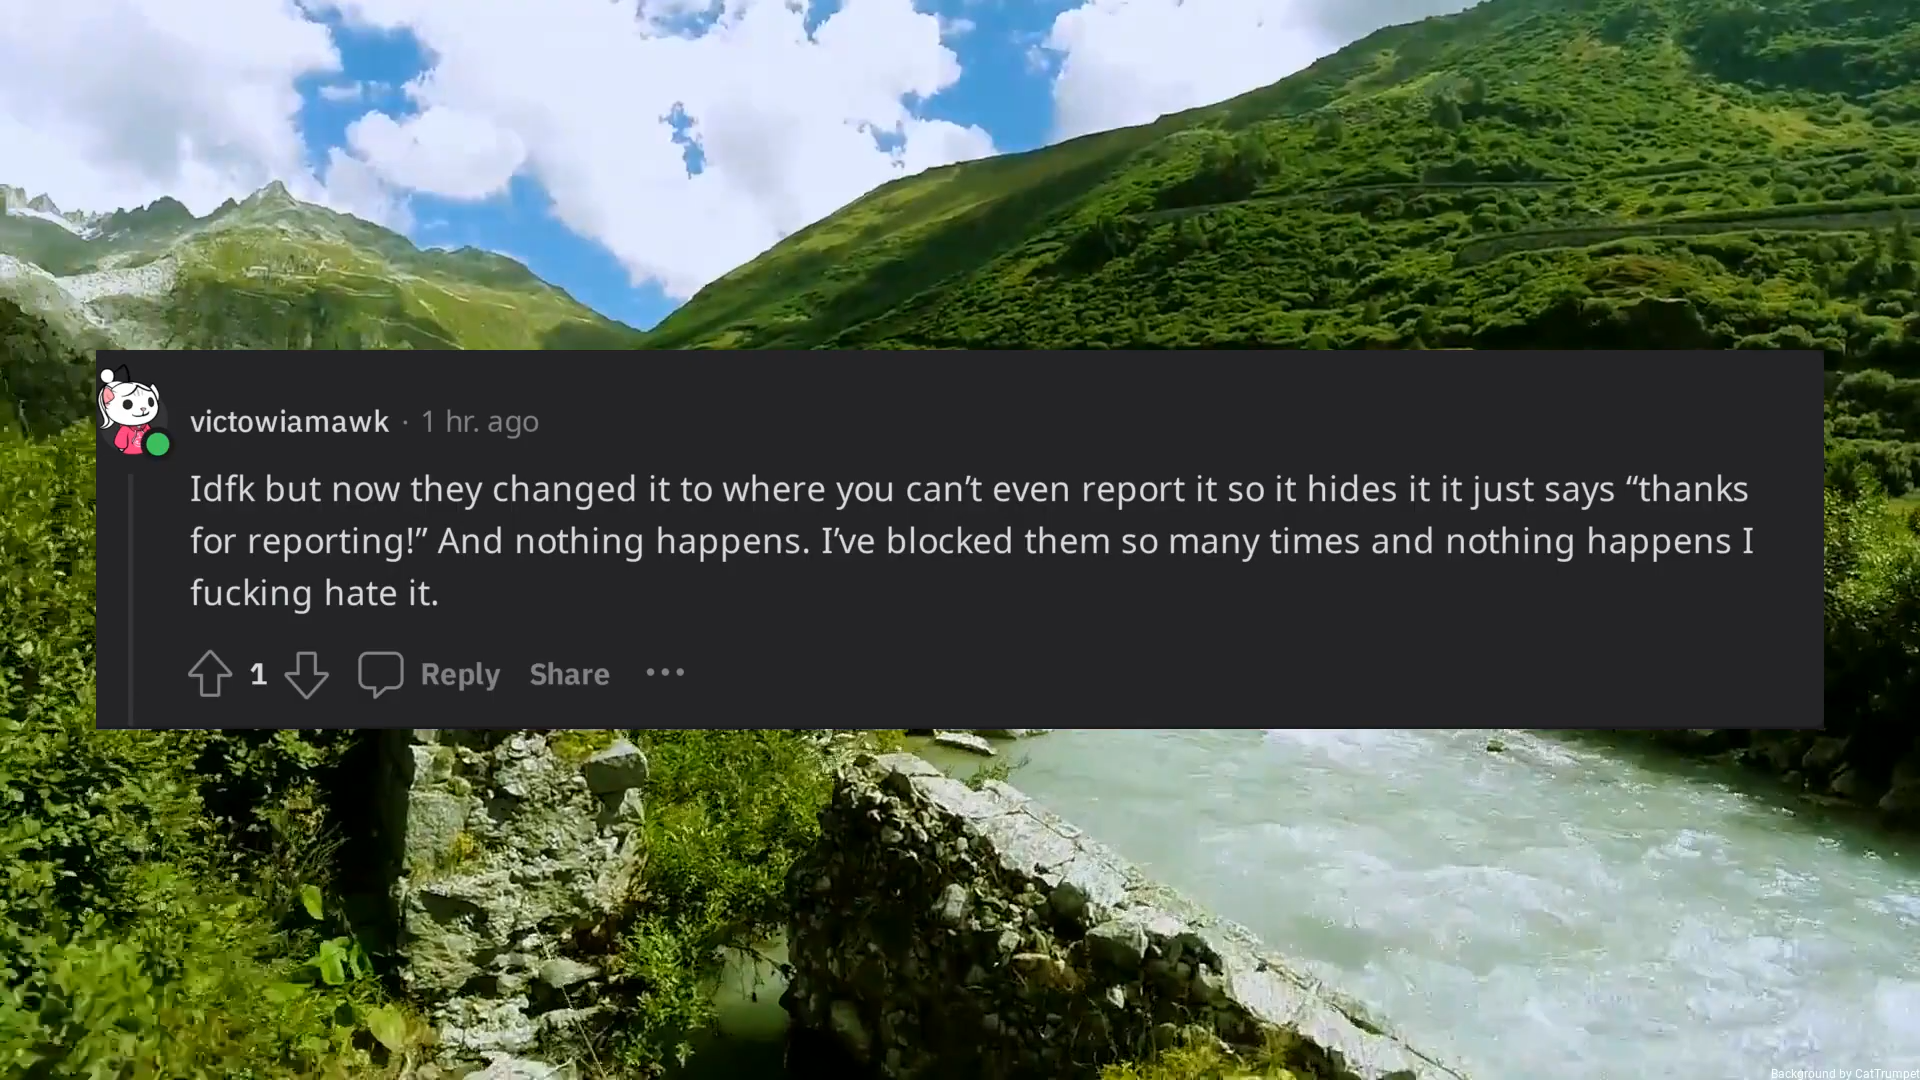 victowiamawk · 1 hr. ago
Idfk but now they changed it to where you can’t even report it so it hides it it just says “thanks
for reporting!” And nothing happens. I’ve blocked them so many times and nothing happens I
fucking hate it.
1 Reply Share ···
Background by CatTrumpet